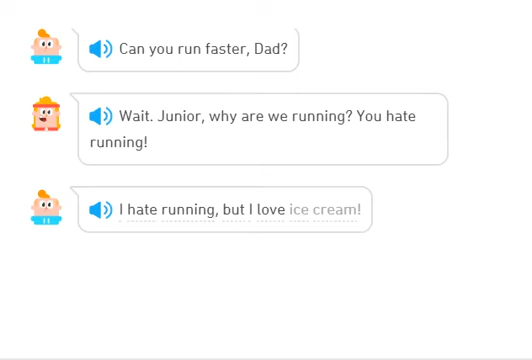 Can you run faster, Dad?
Wait. Junior, why are we running? You hate
running!
I hate running, but I love ice cream!